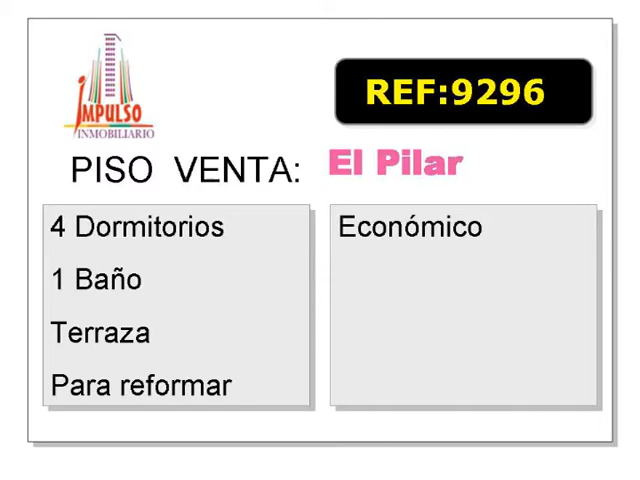 IMPULSO
INMOBILIARIO
REF:9296
PISO VENTA: El Pilar
4 Dormitorios
1 Baño
Terraza
Para reformar
Económico